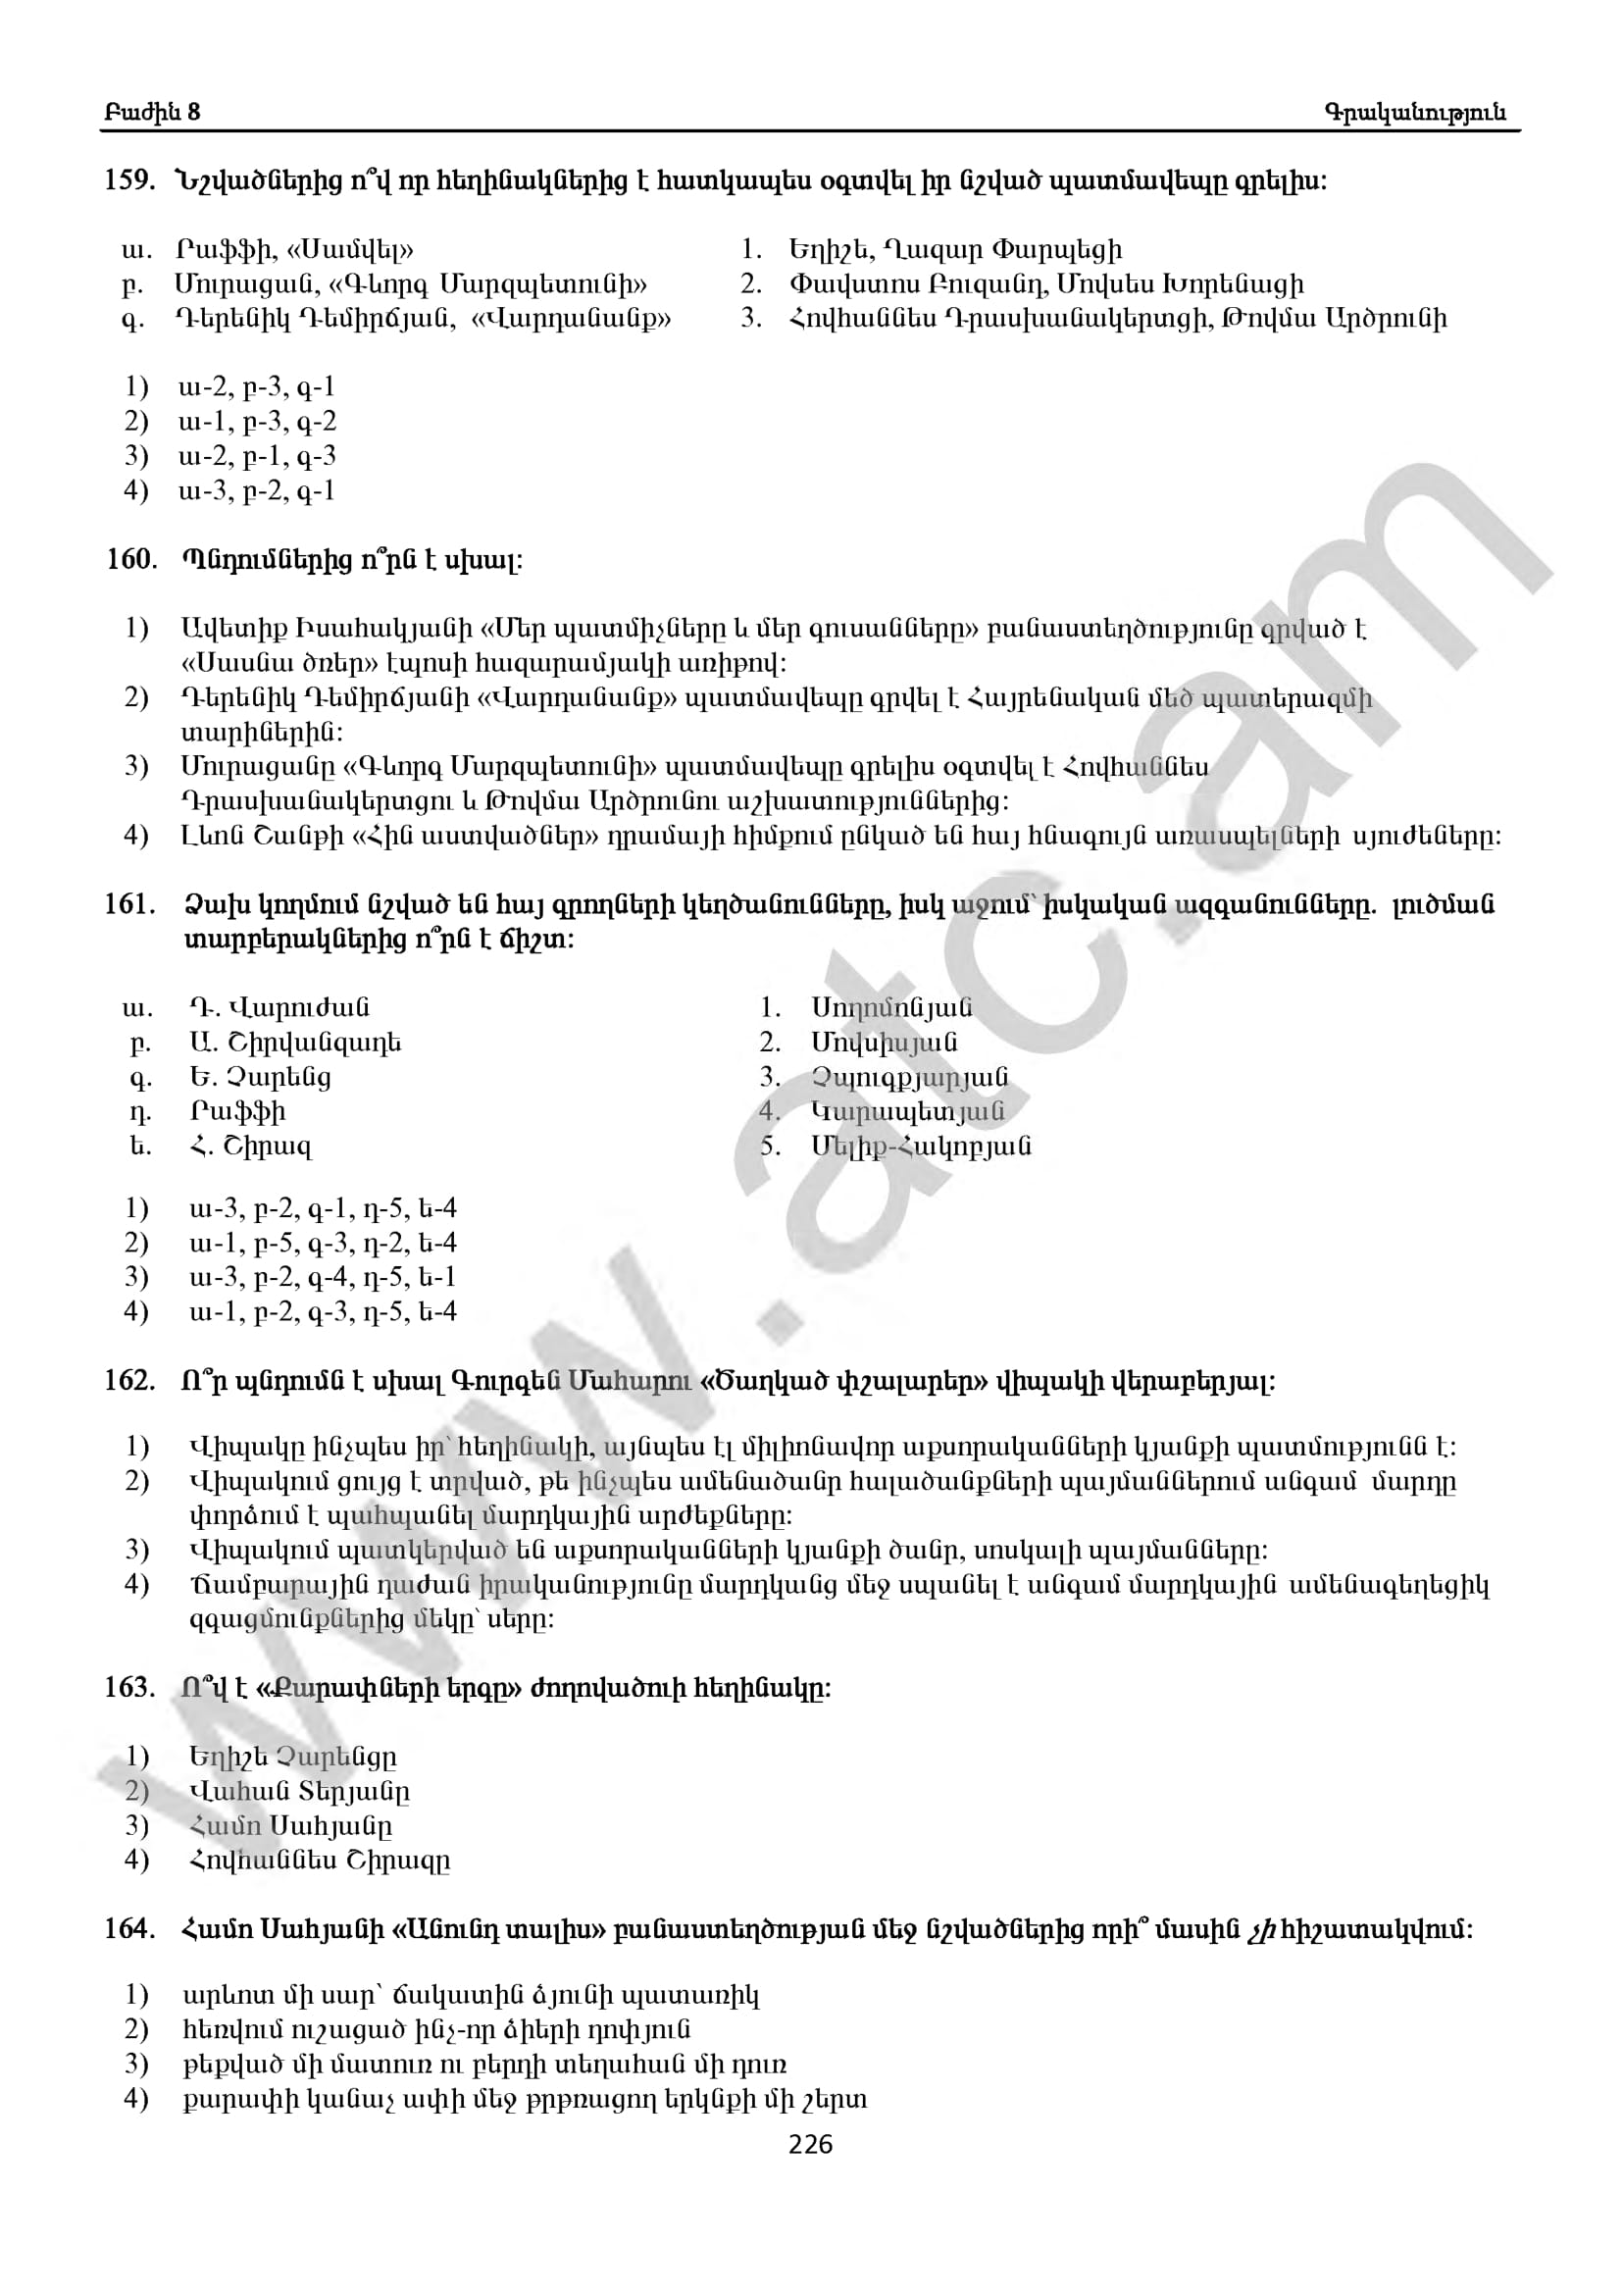 Բաժին 8 Գրականություն
159. Նշվածներից ո՞վ որ հեղինակներից է հատկապես օգտվել իր նշված պատմավեպը գրելիս:
ա. Րաֆֆի, «Սամվել» 1. Եղիշե, Ղազար Փարպեցի
բ. Մուրացան, «Գևորգ Մարզպետունի» 2. Փավստոս Բուզանդ, Մովսես Խորենացի
գ. Դերենիկ Դեմիրճյան, «Վարդանանք» 3. Հովհաննես Դրասխանակերտցի, Թովմա Արծրունի
1) ա-2, բ-3, գ-1
2) ա-1, բ-3, գ-2
3) ա-2, բ-1, գ-3
4) ա-3, բ-2, գ-1
160. Պնդումներից ո՞րն է սխալ:
1) Ավետիք Իսահակյանի «Մեր պատմիչները և մեր գուսանները» բանաստեղծությունը գրված է
«Սասնա ծռեր» էպոսի հազարամյակի առիթով:
2) Դերենիկ Դեմիրճյանի «Վարդանանք» պատմավեպը գրվել է Հայրենական մեծ պատերազմի
տարիներին:
3) Մուրացանը «Գևորգ Մարզպետունի» պատմավեպը գրելիս օգտվել է Հովհաննես
Դրասխանակերտցու և Թովմա Արծրունու աշխատություններից:
4) Լևոն Շանթի «Հին աստվածներ» դրամայի հիմքում ընկած են հայ հնագույն առասպելների սյուժեները:
161. Ձախ կողմում նշված են հայ գրողների կեղծանունները, իսկ աջում՝ իսկական ազգանունները. լուծման
տարբերակներից ո՞րն է ճիշտ:
ա. Դ. Վարուժան 1. Սողոմոնյան
բ. Ա. Շիրվանզադե 2. Մովսիսյան
գ. Ե. Չարենց 3. Չպուգքյարյան
դ. Րաֆֆի 4. Կարապետյան
ե. Հ. Շիրազ 5. Մելիք-Հակոբյան
1) ա-3, բ-2, գ-1, դ-5, ե-4
2) ա-1, բ-5, գ-3, դ-2, ե-4
3) ա-3, բ-2, գ-4, դ-5, ե-1
4) ա-1, բ-2, գ-3, դ-5, ե-4
162. Ո՞ր պնդումն է սխալ Գուրգեն Մահարու «Ծաղկած փշալարեր» վիպակի վերաբերյալ:
1) Վիպակը ինչպես իր՝ հեղինակի, այնպես էլ միլիոնավոր աքսորականների կյանքի պատմությունն է:
2) Վիպակում ցույց է տրված, թե ինչպես ամենածանր հալածանքների պայմաններում անգամ մարդը
փորձում է պահպանել մարդկային արժեքները:
3) Վիպակում պատկերված են աքսորականների կյանքի ծանր, սոսկալի պայմանները:
4) Ճամբարային դաժան իրականությունը մարդկանց մեջ սպանել է անգամ մարդկային ամենագեղեցիկ
զգացմունքներից մեկը՝ սերը:
163. Ո՞վ է «Քարափների երգը» ժողովածուի հեղինակը:
1) Եղիշե Չարենցը
2) Վահան Տերյանը
3) Համո Սահյանը
4) Հովհաննես Շիրազը
164. Համո Սահյանի «Անունդ տալիս» բանաստեղծության մեջ նշվածներից որի՞ մասին չի հիշատակվում:
1) արևոտ մի սար՝ ճակատին ձյունի պատառիկ
2) հեռվում ուշացած ինչ-որ ձիերի դոփյուն
3) թեքված մի մատուռ ու բերդի տեղահան մի դուռ
4) քարափի կանաչ ափի մեջ թրթռացող երկնքի մի շերտ
226
www.atc.am